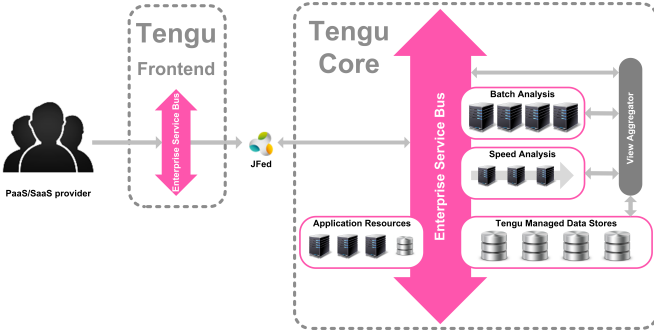 Tengu
Frontend
Enterprise Service Bus
PaaS/SaaS provider
JFed
Tengu
Core
Enterprise Service Bus
Batch Analysis
Speed Analysis
View Aggregator
Application Resources
Tengu Managed Data Stores